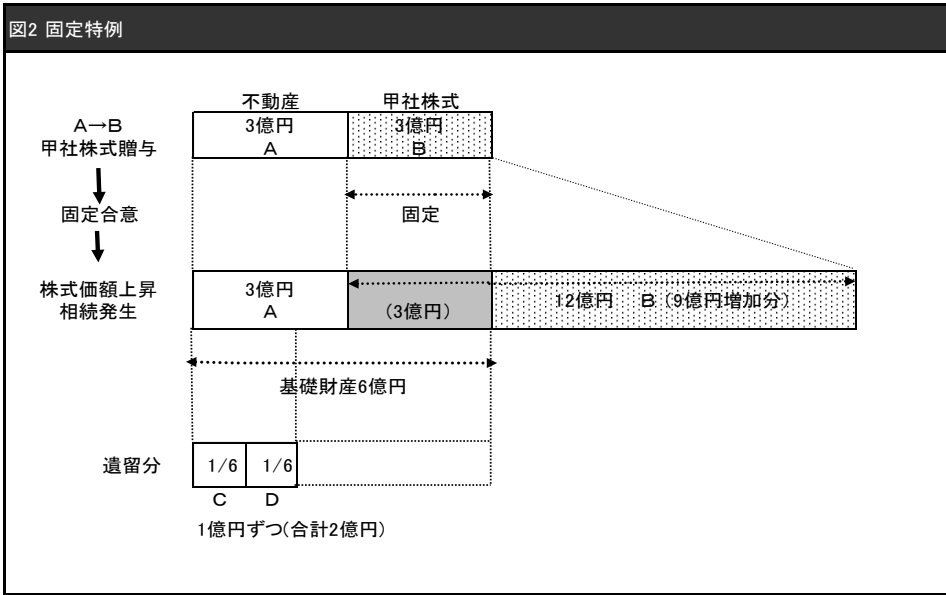 図2 固定特例
不動産
甲社株式
A→B
甲社株式贈与
3億円
A
3億円
B
固定合意
固定
株式価額上昇
相続発生
3億円
A
(3億円)
12億円 B (9億円増加分)
基礎財産6億円
遺留分
1/6
1/6
C
D
1億円ずつ(合計2億円)